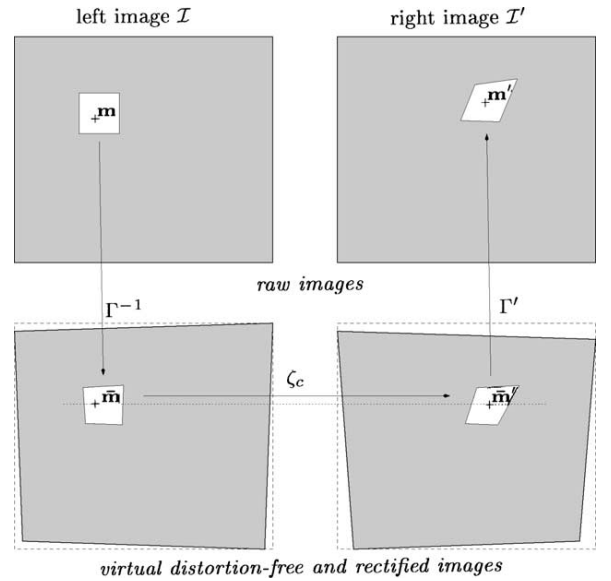 left image ℐ
right image ℐ′
m
m′
raw images
Γ⁻¹
Γ′
m̄
ζc
m̄′
virtual distortion-free and rectified images